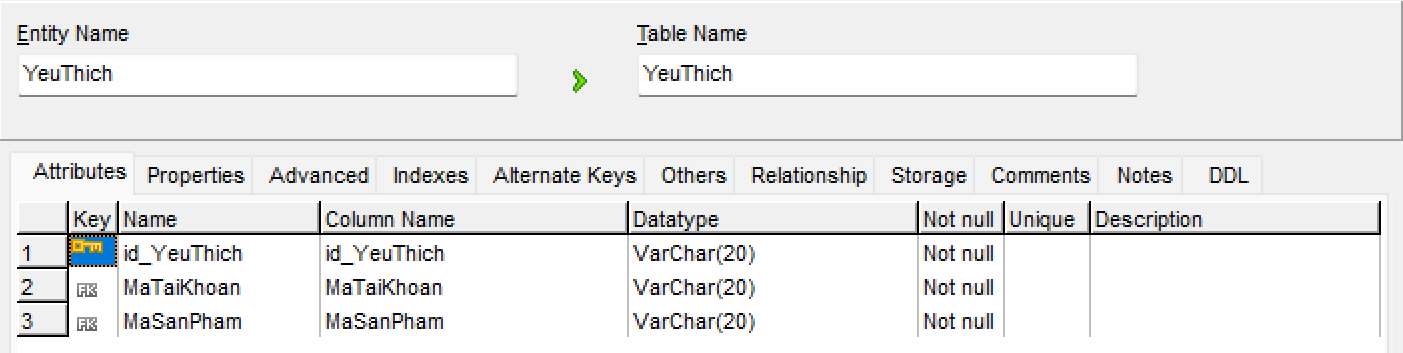 Entity Name Table Name
YeuThich YeuThich
Attributes Properties Advanced Indexes Alternate Keys Others Relationship Storage Comments Notes DDL
Key Name Column Name Datatype Not null Unique Description
1 id_YeuThich id_YeuThich VarChar(20) Not null
2 FK MaTaiKhoan MaTaiKhoan VarChar(20) Not null
3 FK MaSanPham MaSanPham VarChar(20) Not null